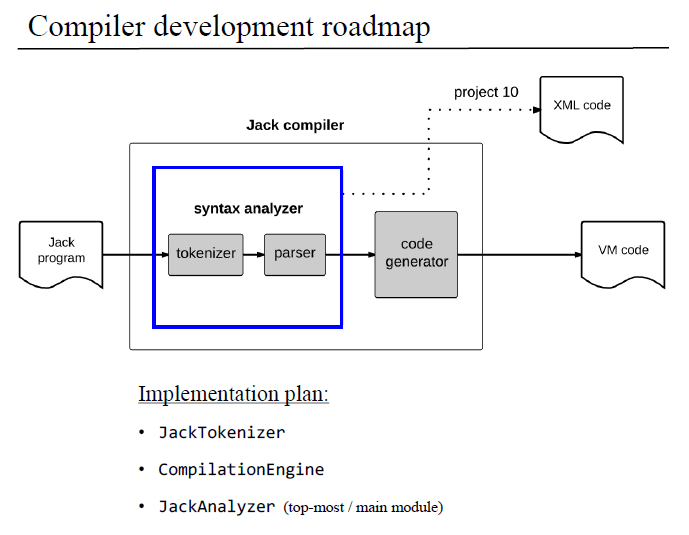 Compiler development roadmap
project 10
XML code
Jack compiler
syntax analyzer
Jack
program
tokenizer
parser
code
generator
VM code
Implementation plan:
• JackTokenizer
• CompilationEngine
• JackAnalyzer (top-most / main module)